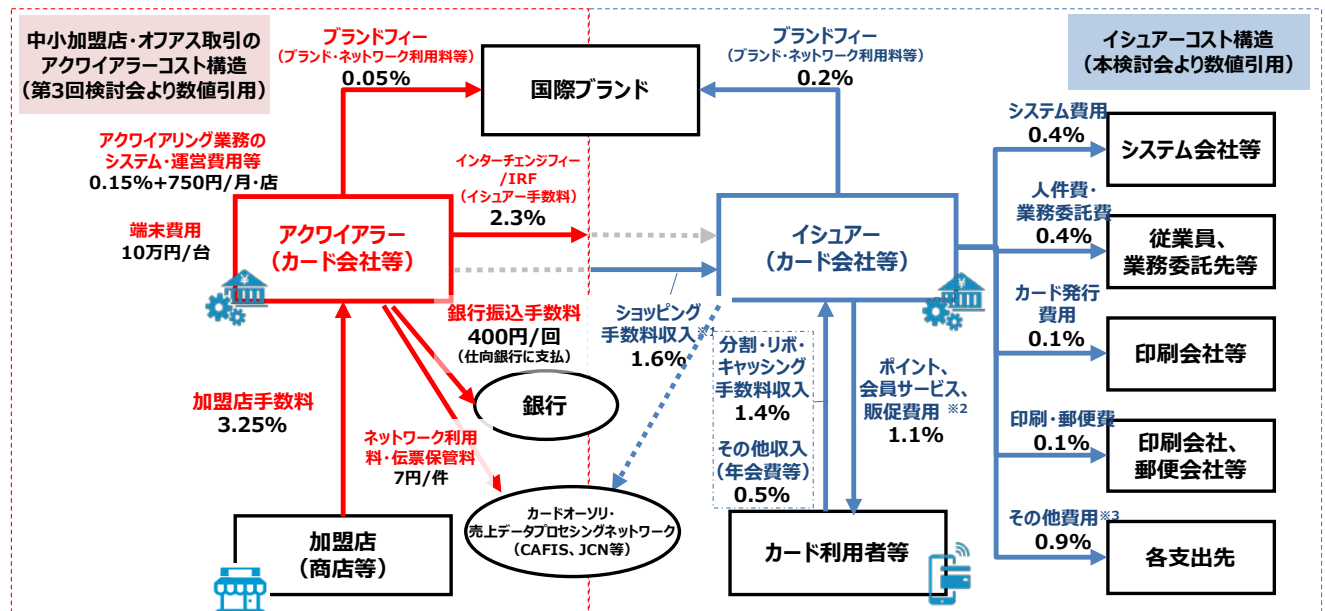 中小加盟店・オフアス取引の
アクワイアラーコスト構造
（第3回検討会より数値引用）
ブランドフィー
（ブランド・ネットワーク利用料等）
0.05%
国際ブランド
ブランドフィー
（ブランド・ネットワーク利用料等）
0.2%
イシュアーコスト構造
（本検討会より数値引用）
アクワイアリング業務の
システム・運営費用等
0.15%+750円/月・店
端末費用
10万円/台
アクワイアラー
（カード会社等）
インターチェンジフィー
/IRF
（イシュアー手数料）
2.3%
イシュアー
（カード会社等）
システム費用
0.4%
システム会社等
人件費・
業務委託費
0.4%
従業員、
業務委託先等
カード発行
費用
0.1%
印刷会社等
印刷・郵便費
0.1%
印刷会社、
郵便会社等
その他費用※3
0.9%
各支出先
銀行振込手数料
400円/回
（仕向銀行に支払）
銀行
ショッピング
手数料収入※1
1.6%
分割・リボ・
キャッシング
手数料収入
1.4%
その他収入
（年会費等）
0.5%
ポイント、
会員サービス、
販促費用 ※2
1.1%
加盟店手数料
3.25%
ネットワーク利用
料・伝票保管料
7円/件
カードオーソリ・
売上データプロセシングネットワーク
（CAFIS、JCN等）
加盟店
（商店等）
カード利用者等